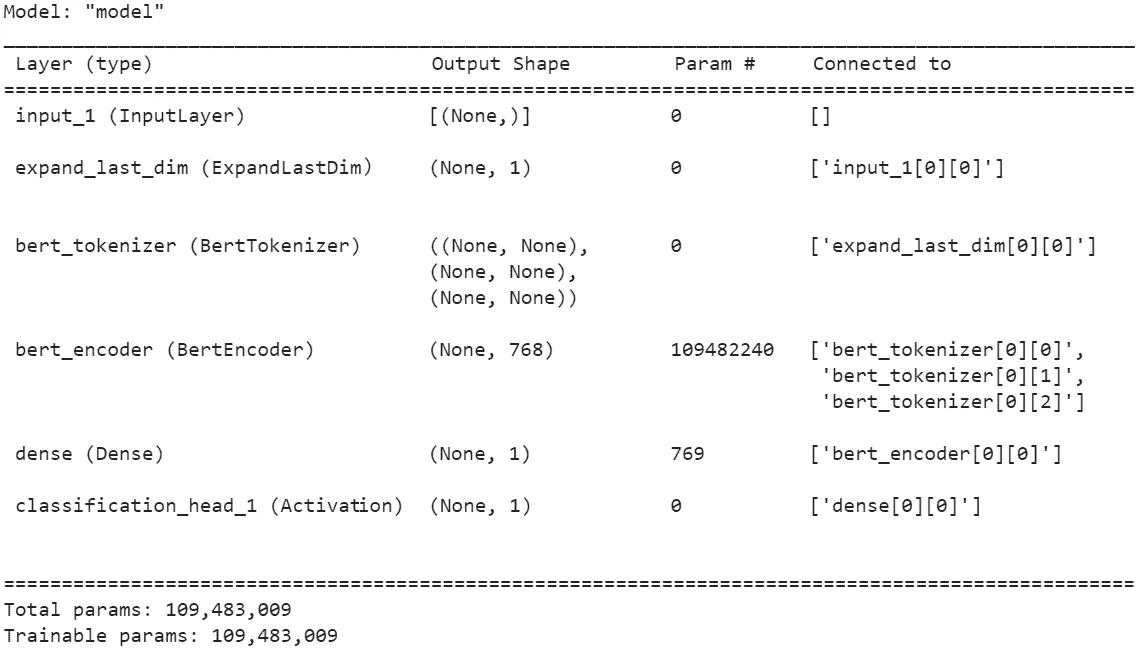 Model: "model"
Layer (type) Output Shape Param # Connected to
input_1 (InputLayer) [(None,)] 0 []
expand_last_dim (ExpandLastDim) (None, 1) 0 ['input_1[0][0]']
bert_tokenizer (BertTokenizer) ((None, None), 0 ['expand_last_dim[0][0]']
(None, None),
(None, None))
bert_encoder (BertEncoder) (None, 768) 109482240 ['bert_tokenizer[0][0]',
'bert_tokenizer[0][1]',
'bert_tokenizer[0][2]']
dense (Dense) (None, 1) 769 ['bert_encoder[0][0]']
classification_head_1 (Activation) (None, 1) 0 ['dense[0][0]']
Total params: 109,483,009
Trainable params: 109,483,009